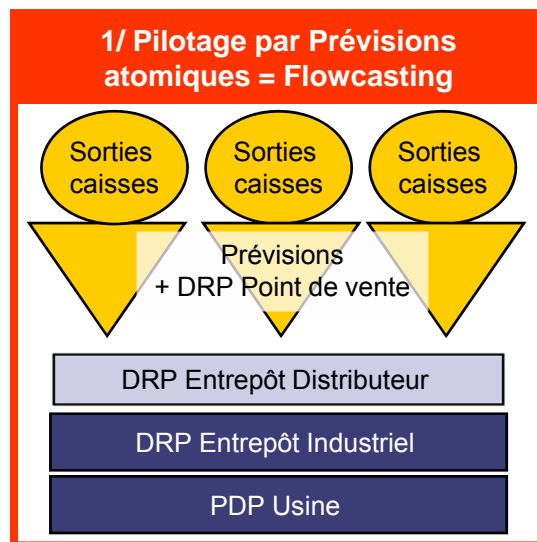 1/ Pilotage par Prévisions
atomiques = Flowcasting
Sorties
caisses
Sorties
caisses
Sorties
caisses
Prévisions
+ DRP Point de vente
DRP Entrepôt Distributeur
DRP Entrepôt Industriel
PDP Usine